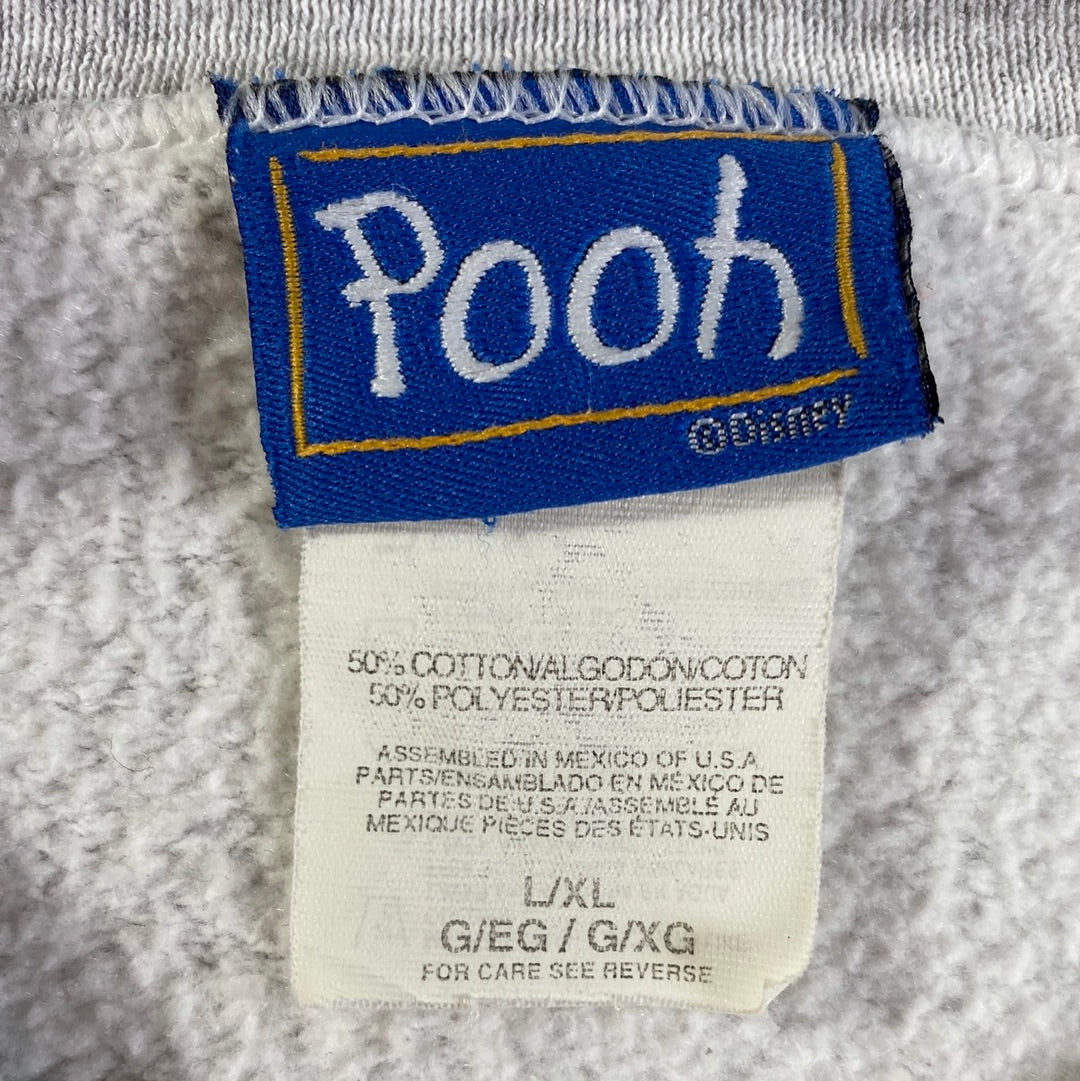 Pooh
©Disney
50% COTTON/ALGODÓN/COTON
50% POLYESTER/POLIESTER
ASSEMBLED IN MEXICO OF U.S.A.
PARTS/ENSAMBLADO EN MÉXICO DE
PARTES DE U.S.A./ASSEMBLÉ AU
MEXIQUE PIÈCES DES ÉTATS-UNIS
L/XL
G/EG / G/XG
FOR CARE SEE REVERSE